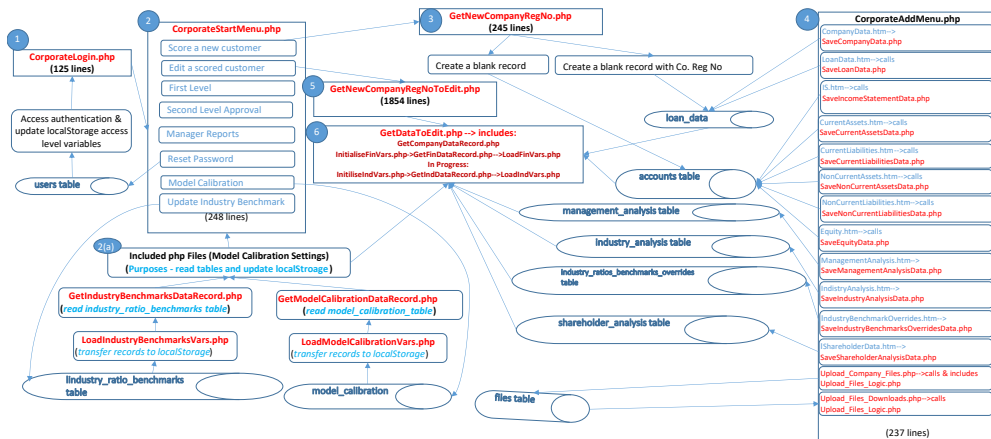 1
CorporateLogin.php
(125 lines)
Access authentication &
update localStorage access
level variables
users table
2
CorporateStartMenu.php
Score a new customer
Edit a scored customer
First Level
Second Level Approval
Manager Reports
Reset Password
Model Calibration
Update Industry Benchmark
(248 lines)
2(a)
Included php Files (Model Calibration Settings)
(Purposes - read tables and update localStrorage)
GetIndustryBenchmarksDataRecord.php
(read industry_ratio_benchmarks table)
LoadIndustryBenchmarksVars.php
(transfer records to localStorage)
Iindustry_ratio_benchmarks
table
GetModelCalibrationDataRecord.php
(read model_calibration_table)
LoadModelCalibrationVars.php
(transfer records to localStorage)
model_calibration
3
GetNewCompanyRegNo.php
(245 lines)
Create a blank record
Create a blank record with Co. Reg No
5
GetNewCompanyRegNoToEdit.php
(1854 lines)
6
GetDataToEdit.php --> includes:
GetCompanyDataRecord.php
InitialiseFinVars.php->GetFinDataRecord.php-->LoadFinVars.php
In Progress:
InitiliseIndVars.php->GetIndDataRecord.php->LoadIndVars.php
loan_data
accounts table
management_analysis table
industry_analysis table
Industry_ratios_benchmarks_overrides
table
shareholder_analysis table
files table
4
CorporateAddMenu.php
CompanyData.htm-->
SaveCompanyData.php
LoanData.htm-->calls
SaveLoanData.php
IS.htm-->calls
SaveIncomeStatementData.php
CurrentAssets.htm-->calls
SaveCurrentAssetsData.php
CurrentLiabilities.htm-->calls
SaveCurrentLiabilitiesData.php
NonCurrentAssets.htm-->calls
SaveNonCurrentAssetsData.php
NonCurrentLiabilities.htm-->calls
SaveNonCurrentLiabilitiesData.php
Equity.htm-->calls
SaveEquityData.php
ManagementAnalysis.htm-->
SaveManagementAnalysisData.php
IndistryAnalysis.htm-->
SaveIndustryAnalysisData.php
IndustryBenchmarkOverrides.htm-->
SaveIndustryBenchmarksOverridesData.php
IShareholderData.htm-->
SaveShareholderAnalysisData.php
Upload_Company_Files.php-->calls & includes
Upload_Files_Logic.php
Upload_Files_Downloads.php-->calls
Upload_Files_Logic.php
(237 lines)